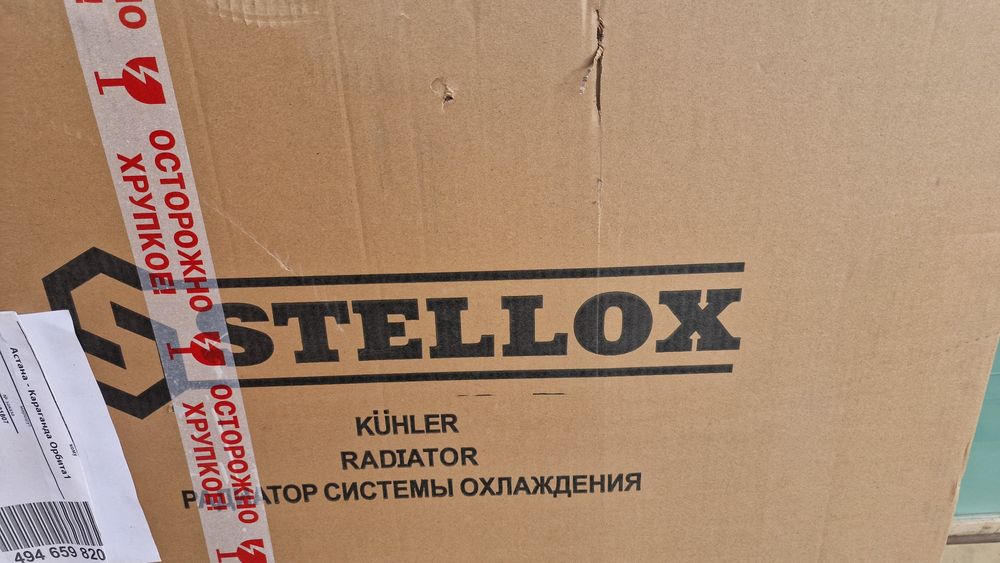 О
ОСТОРОЖНО
ХРУПКОЕ!
STELLOX
KÜHLER
RADIATOR
РАДИАТОР СИСТЕМЫ ОХЛАЖДЕНИЯ
ОСТОРОЖНО
ХРУПКОЕ!
Астана - Караганда Орбита1
494 659 820